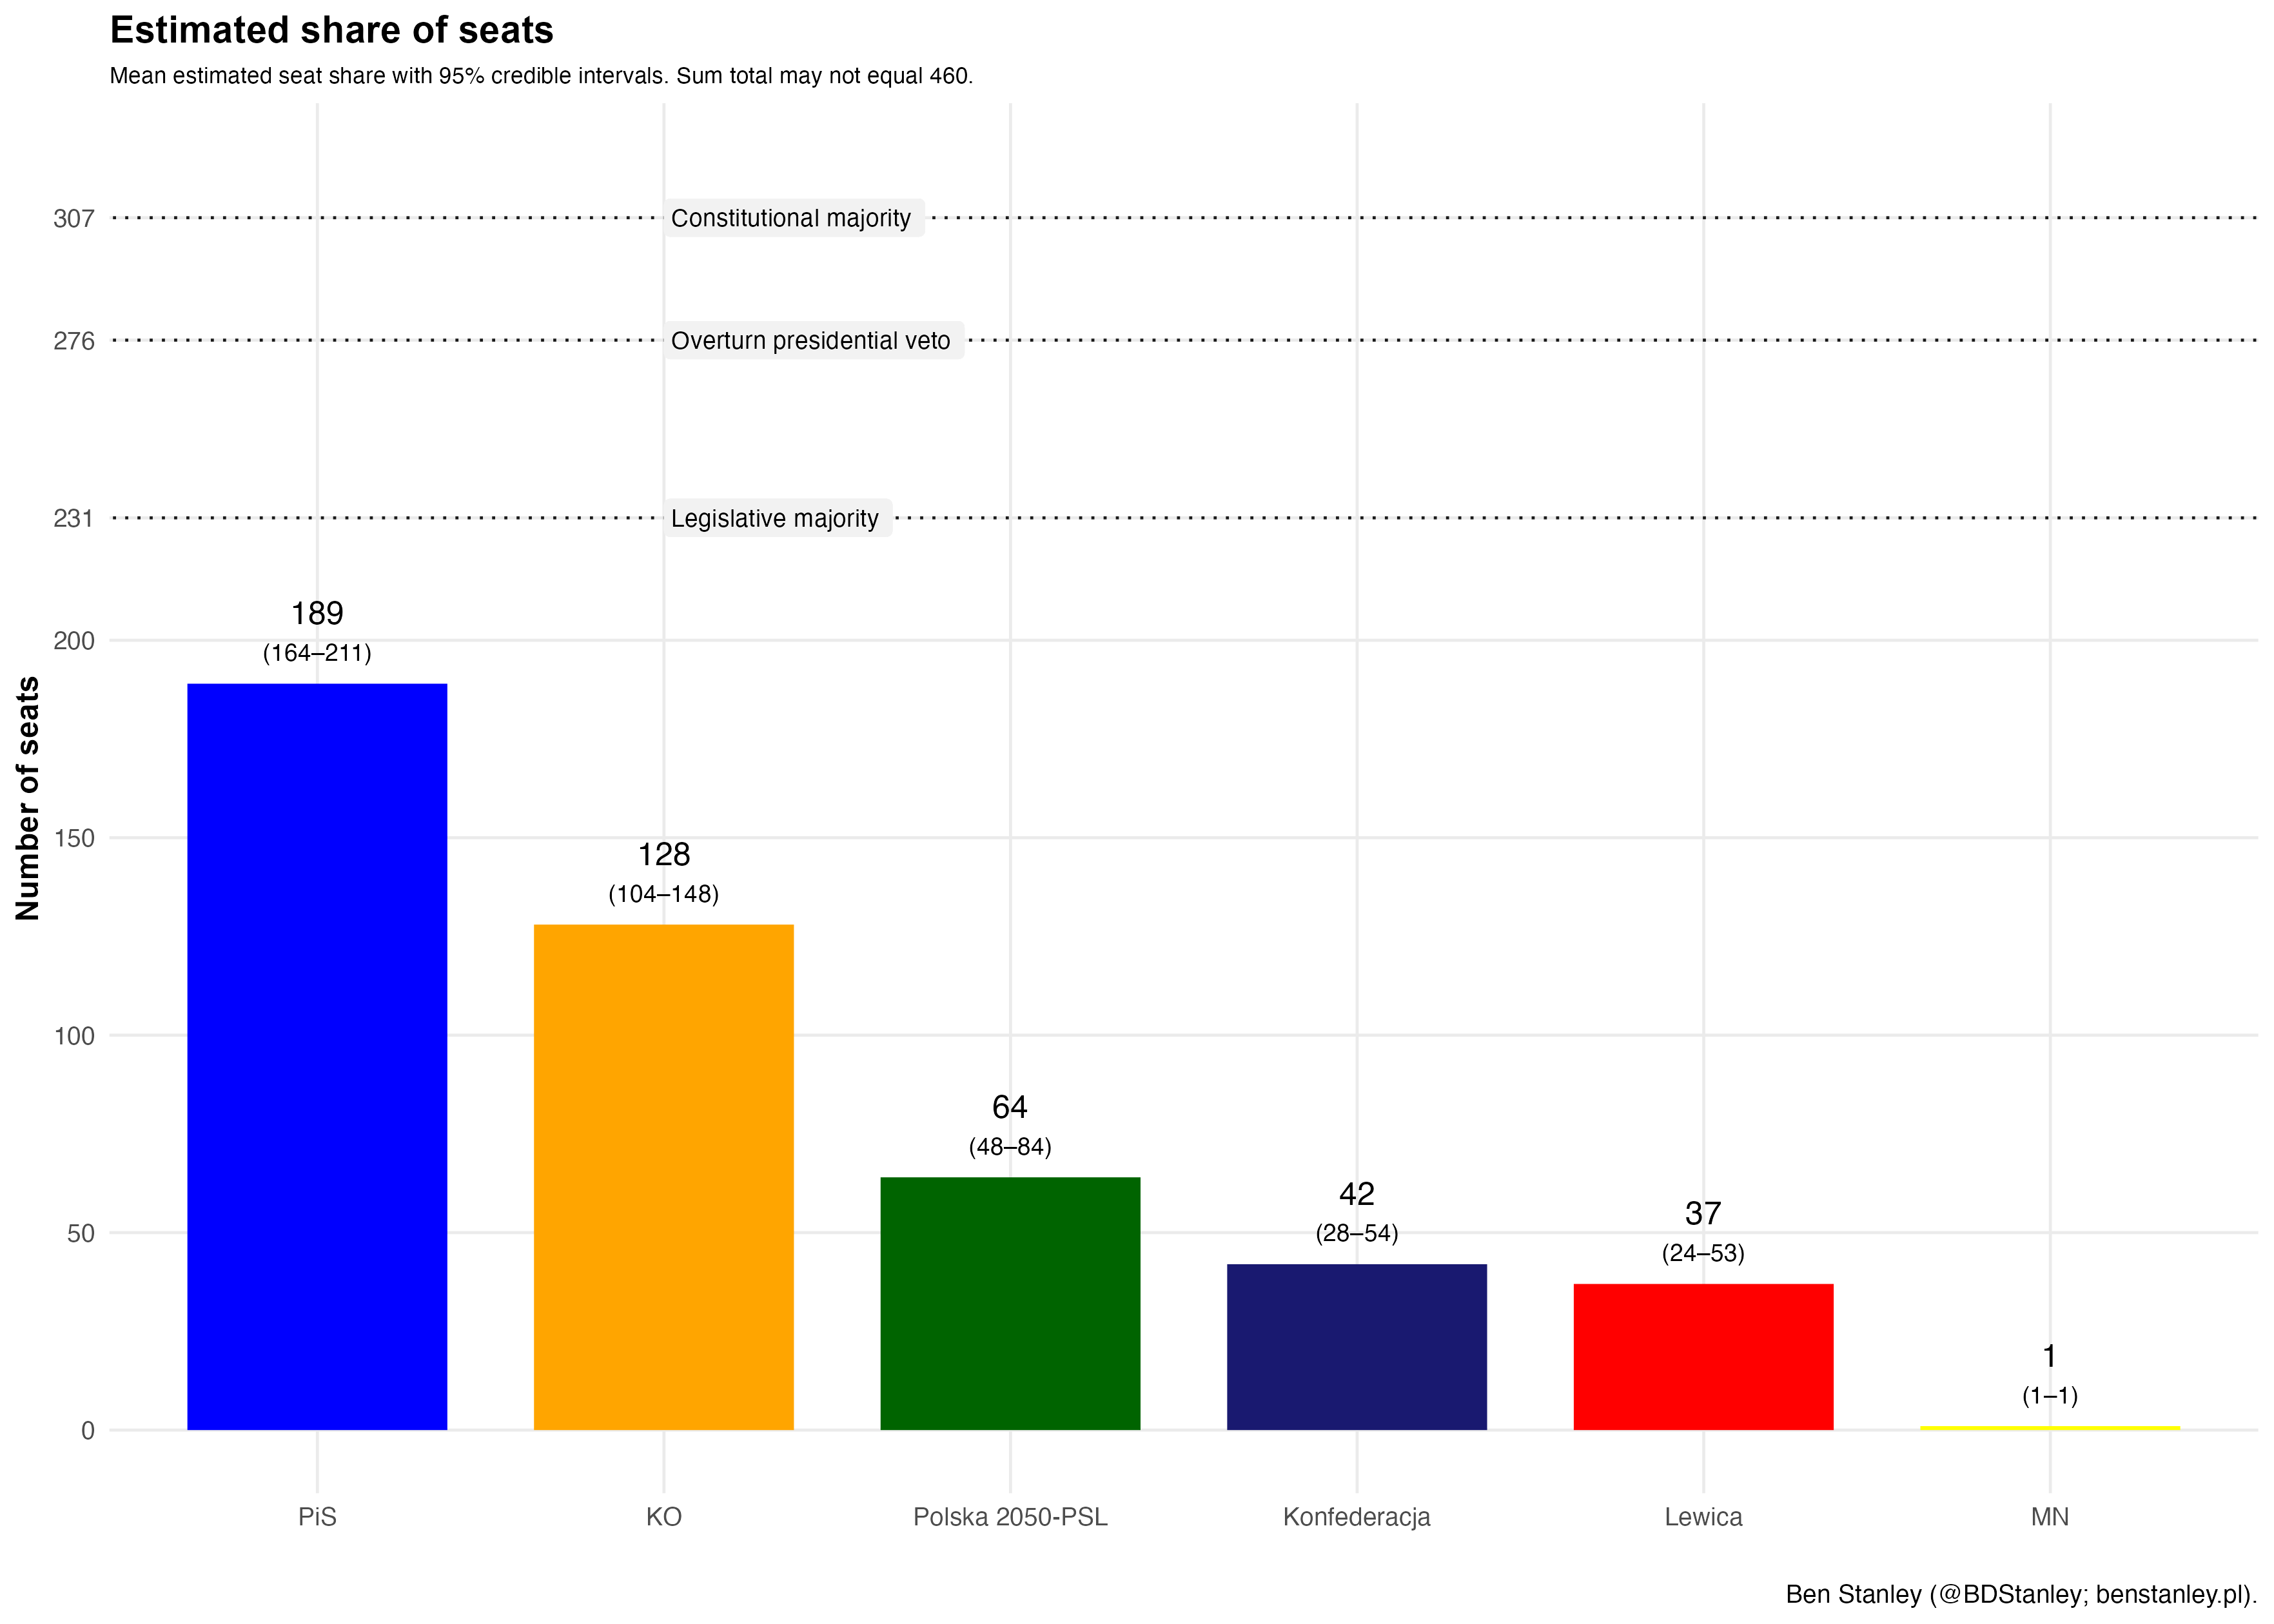 Estimated share of seats
Mean estimated seat share with 95% credible intervals. Sum total may not equal 460.
307
Constitutional majority
276
Overturn presidential veto
231
Legislative majority
189
(164–211)
200
Number of seats
150
128
(104–148)
100
64
(48–84)
42
(28–54)
37
(24–53)
50
1
(1–1)
0
PiS
KO
Polska 2050-PSL
Konfederacja
Lewica
MN
Ben Stanley (@BDStanley; benstanley.pl).